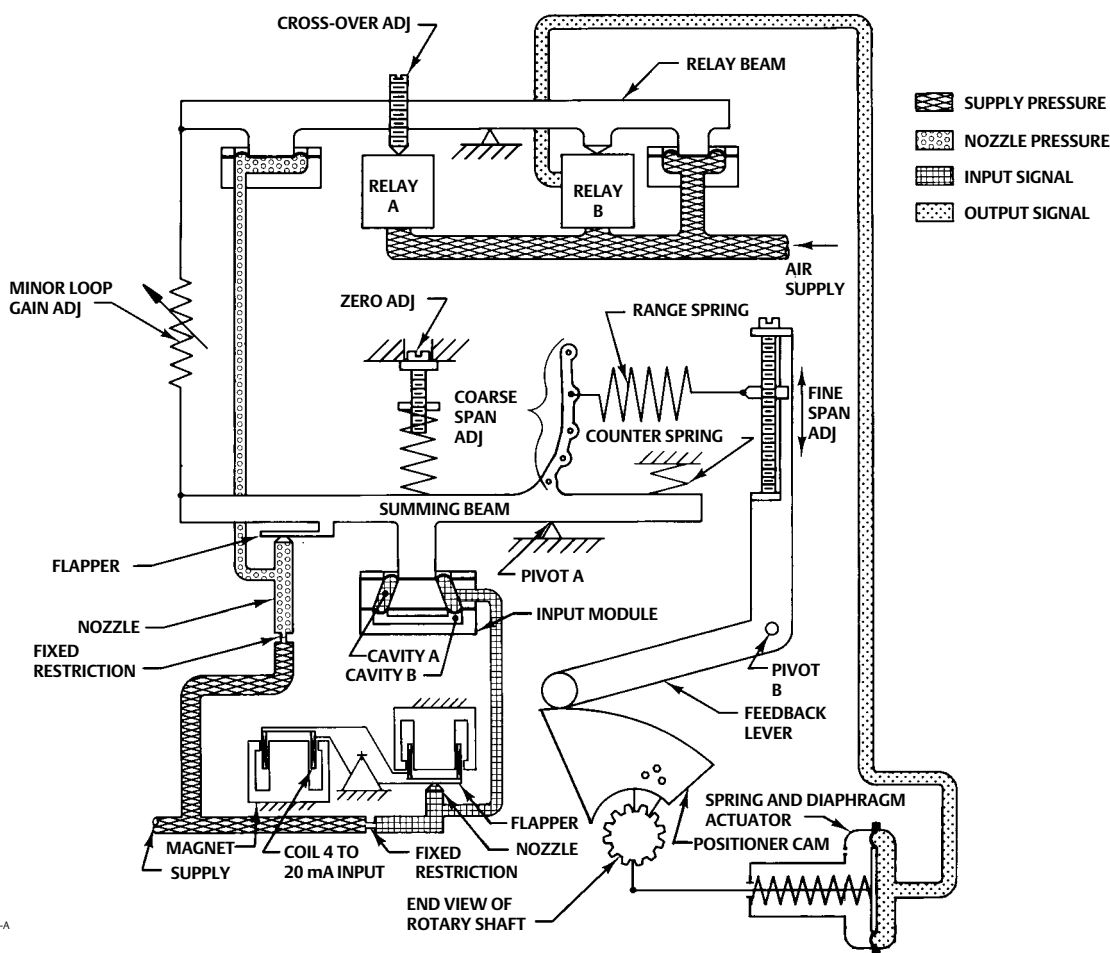 CROSS-OVER ADJ
RELAY BEAM
SUPPLY PRESSURE
NOZZLE PRESSURE
INPUT SIGNAL
OUTPUT SIGNAL
RELAY
A
RELAY
B
AIR
SUPPLY
MINOR LOOP
GAIN ADJ
ZERO ADJ
RANGE SPRING
COARSE
SPAN
ADJ
FINE
SPAN
ADJ
COUNTER SPRING
SUMMING BEAM
FLAPPER
PIVOT A
NOZZLE
INPUT MODULE
FIXED
RESTRICTION
CAVITY A
CAVITY B
PIVOT
B
FEEDBACK
LEVER
SPRING AND DIAPHRAGM
ACTUATOR
POSITIONER CAM
FLAPPER
NOZZLE
MAGNET
SUPPLY
COIL 4 TO
20 mA INPUT
FIXED
RESTRICTION
END VIEW OF
ROTARY SHAFT
-A